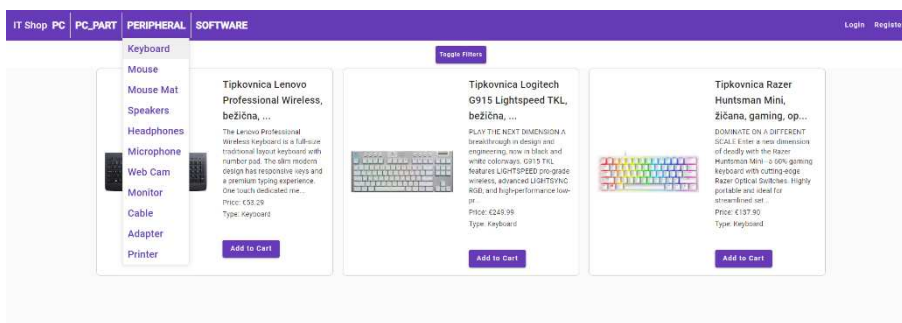 IT Shop PC PC_PART PERIPHERAL SOFTWARE
Login Registe
Keyboard
Mouse
Mouse Mat
Speakers
Headphones
Microphone
Web Cam
Monitor
Cable
Adapter
Printer
Toggle Filters
Tipkovnica Lenovo
Professional Wireless,
bežična, ...
The Lenovo Professional
Wireless Keyboard is a full-size
traditional layout keyboard with
number pad. The slim modern
design has responsive keys and
a premium typing experience.
One touch dedicated me...
Price: €53.29
Type: Keyboard
Add to Cart
Tipkovnica Logitech
G915 Lightspeed TKL,
bežična, ...
PLAY THE NEXT DIMENSION A
breakthrough in design and
engineering, now in black and
white colorways. G915 TKL
features LIGHTSPEED pro-grade
wireless, advanced LIGHTSYNC
RGB, and high-performance low-
pr...
Price: €249.99
Type: Keyboard
Add to Cart
Tipkovnica Razer
Huntsman Mini,
žičana, gaming, op...
DOMINATE ON A DIFFERENT
SCALE Enter a new dimension
of deadly with the Razer
Huntsman Mini—a 60% gaming
keyboard with cutting-edge
Razer Optical Switches. Highly
portable and ideal for
streamlined set...
Price: €137.90
Type: Keyboard
Add to Cart